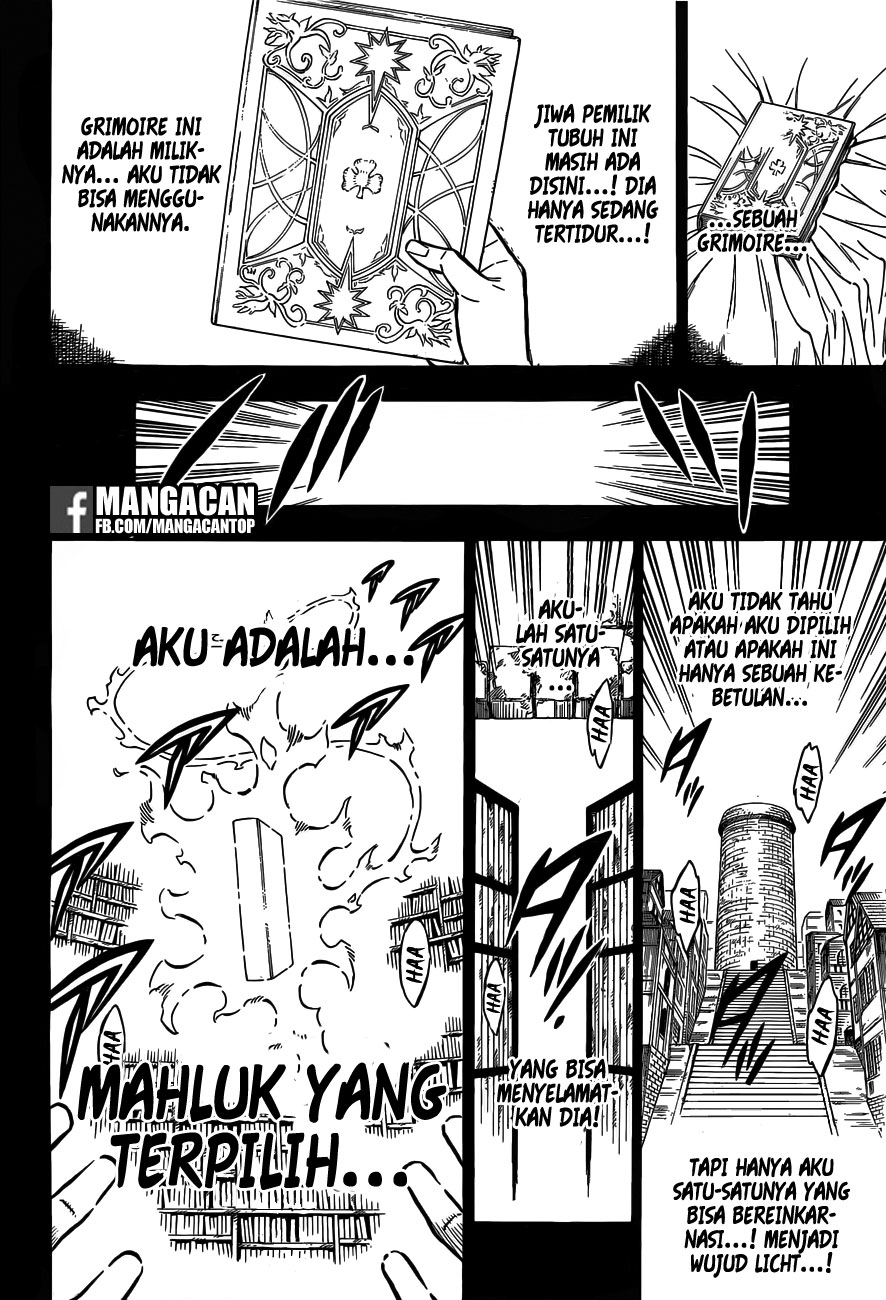 ...SEBUAH
GRIMOIRE...
JIWA PEMILIK
TUBUH INI
MASIH ADA
DISINI...! DIA
HANYA SEDANG
TERTIDUR...!
GRIMOIRE INI
ADALAH MILIK-
NYA... AKU TIDAK
BISA MENGGU-
NAKANNYA.
MANGACAN
FB.COM/MANGACANTOP
AKU TIDAK TAHU
APAKAH AKU DIPILIH
ATAU APAKAH INI
HANYA SEBUAH KE-
BETULAN...
HAA
HAA
HAA
TAPI HANYA AKU
SATU-SATUNYA YANG
BISA BEREINKAR-
NASI...! MENJADI
WUJUD LICHT...!
AKU-
LAH SATU-
SATUNYA
...
HAA
HAA
YANG BISA
MENYELAMAT-
KAN DIA!
AKU ADALAH...
HAA
HAA
MAHLUK YANG
TERPILIH...